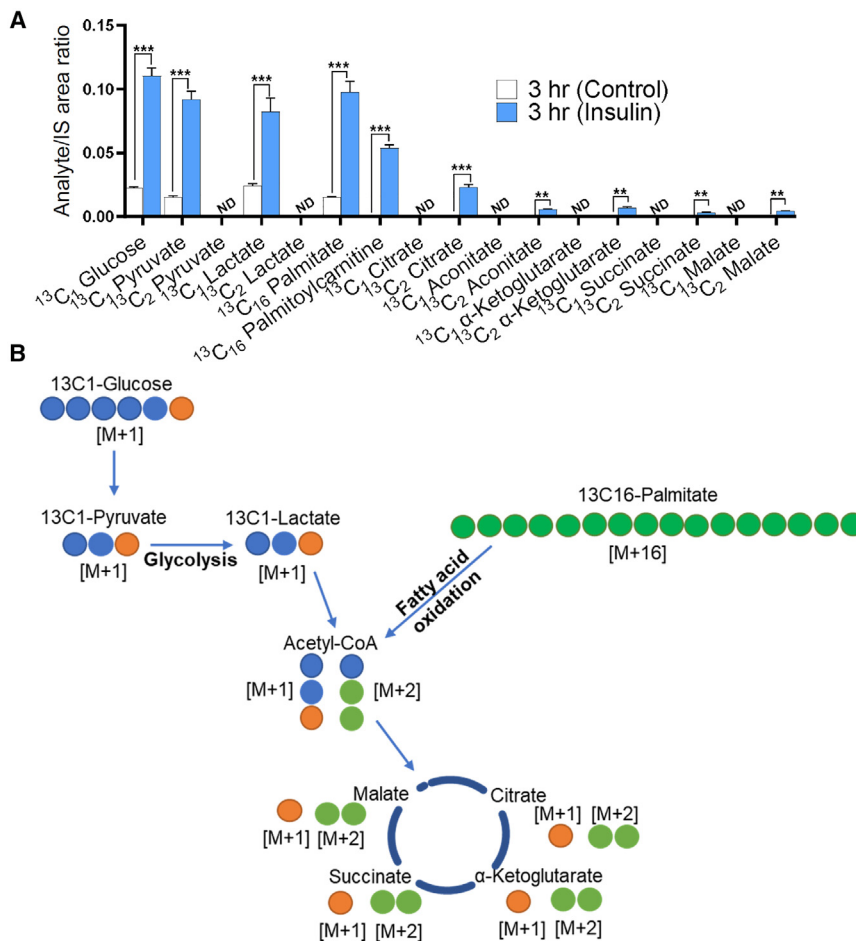 A
Analyte/IS area ratio
0.15
0.10
0.05
0.00
*** *** *** *** *** *** ** ** ** **
ND ND ND ND ND ND ND
3 hr (Control)
3 hr (Insulin)
¹³C₁ Glucose
¹³C₁ Pyruvate
¹³C₂ Pyruvate
¹³C₁ Lactate
¹³C₂ Lactate
¹³C₁₆ Palmitate
¹³C₁₆ Palmitoylcarnitine
¹³C₁ Citrate
¹³C₂ Citrate
¹³C₁ Aconitate
¹³C₂ Aconitate
¹³C₁ α-Ketoglutarate
¹³C₂ α-Ketoglutarate
¹³C₁ Succinate
¹³C₂ Succinate
¹³C₁ Malate
¹³C₂ Malate
B
13C1-Glucose
[M+1]
13C1-Pyruvate
[M+1]
Glycolysis
13C1-Lactate
[M+1]
13C16-Palmitate
[M+16]
Fatty acid
oxidation
Acetyl-CoA
[M+1]
[M+2]
Malate
[M+1] [M+2]
Citrate
[M+1] [M+2]
Succinate
[M+1] [M+2]
α-Ketoglutarate
[M+1] [M+2]